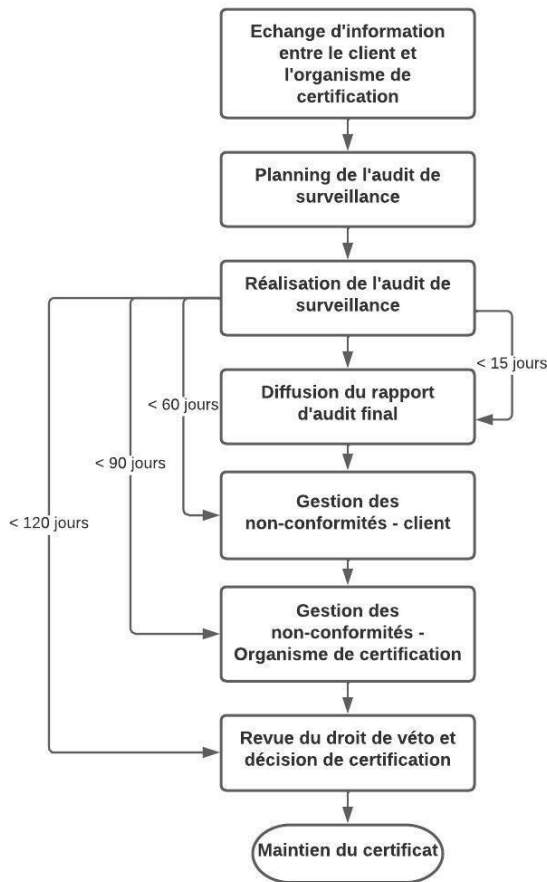 Echange d'information
entre le client et
l'organisme de
certification
Planning de l'audit de
surveillance
Réalisation de l'audit de
surveillance
< 15 jours
Diffusion du rapport
d'audit final
< 60 jours
< 90 jours
Gestion des
non-conformités - client
< 120 jours
Gestion des
non-conformités -
Organisme de certification
Revue du droit de véto et
décision de certification
Maintien du certificat